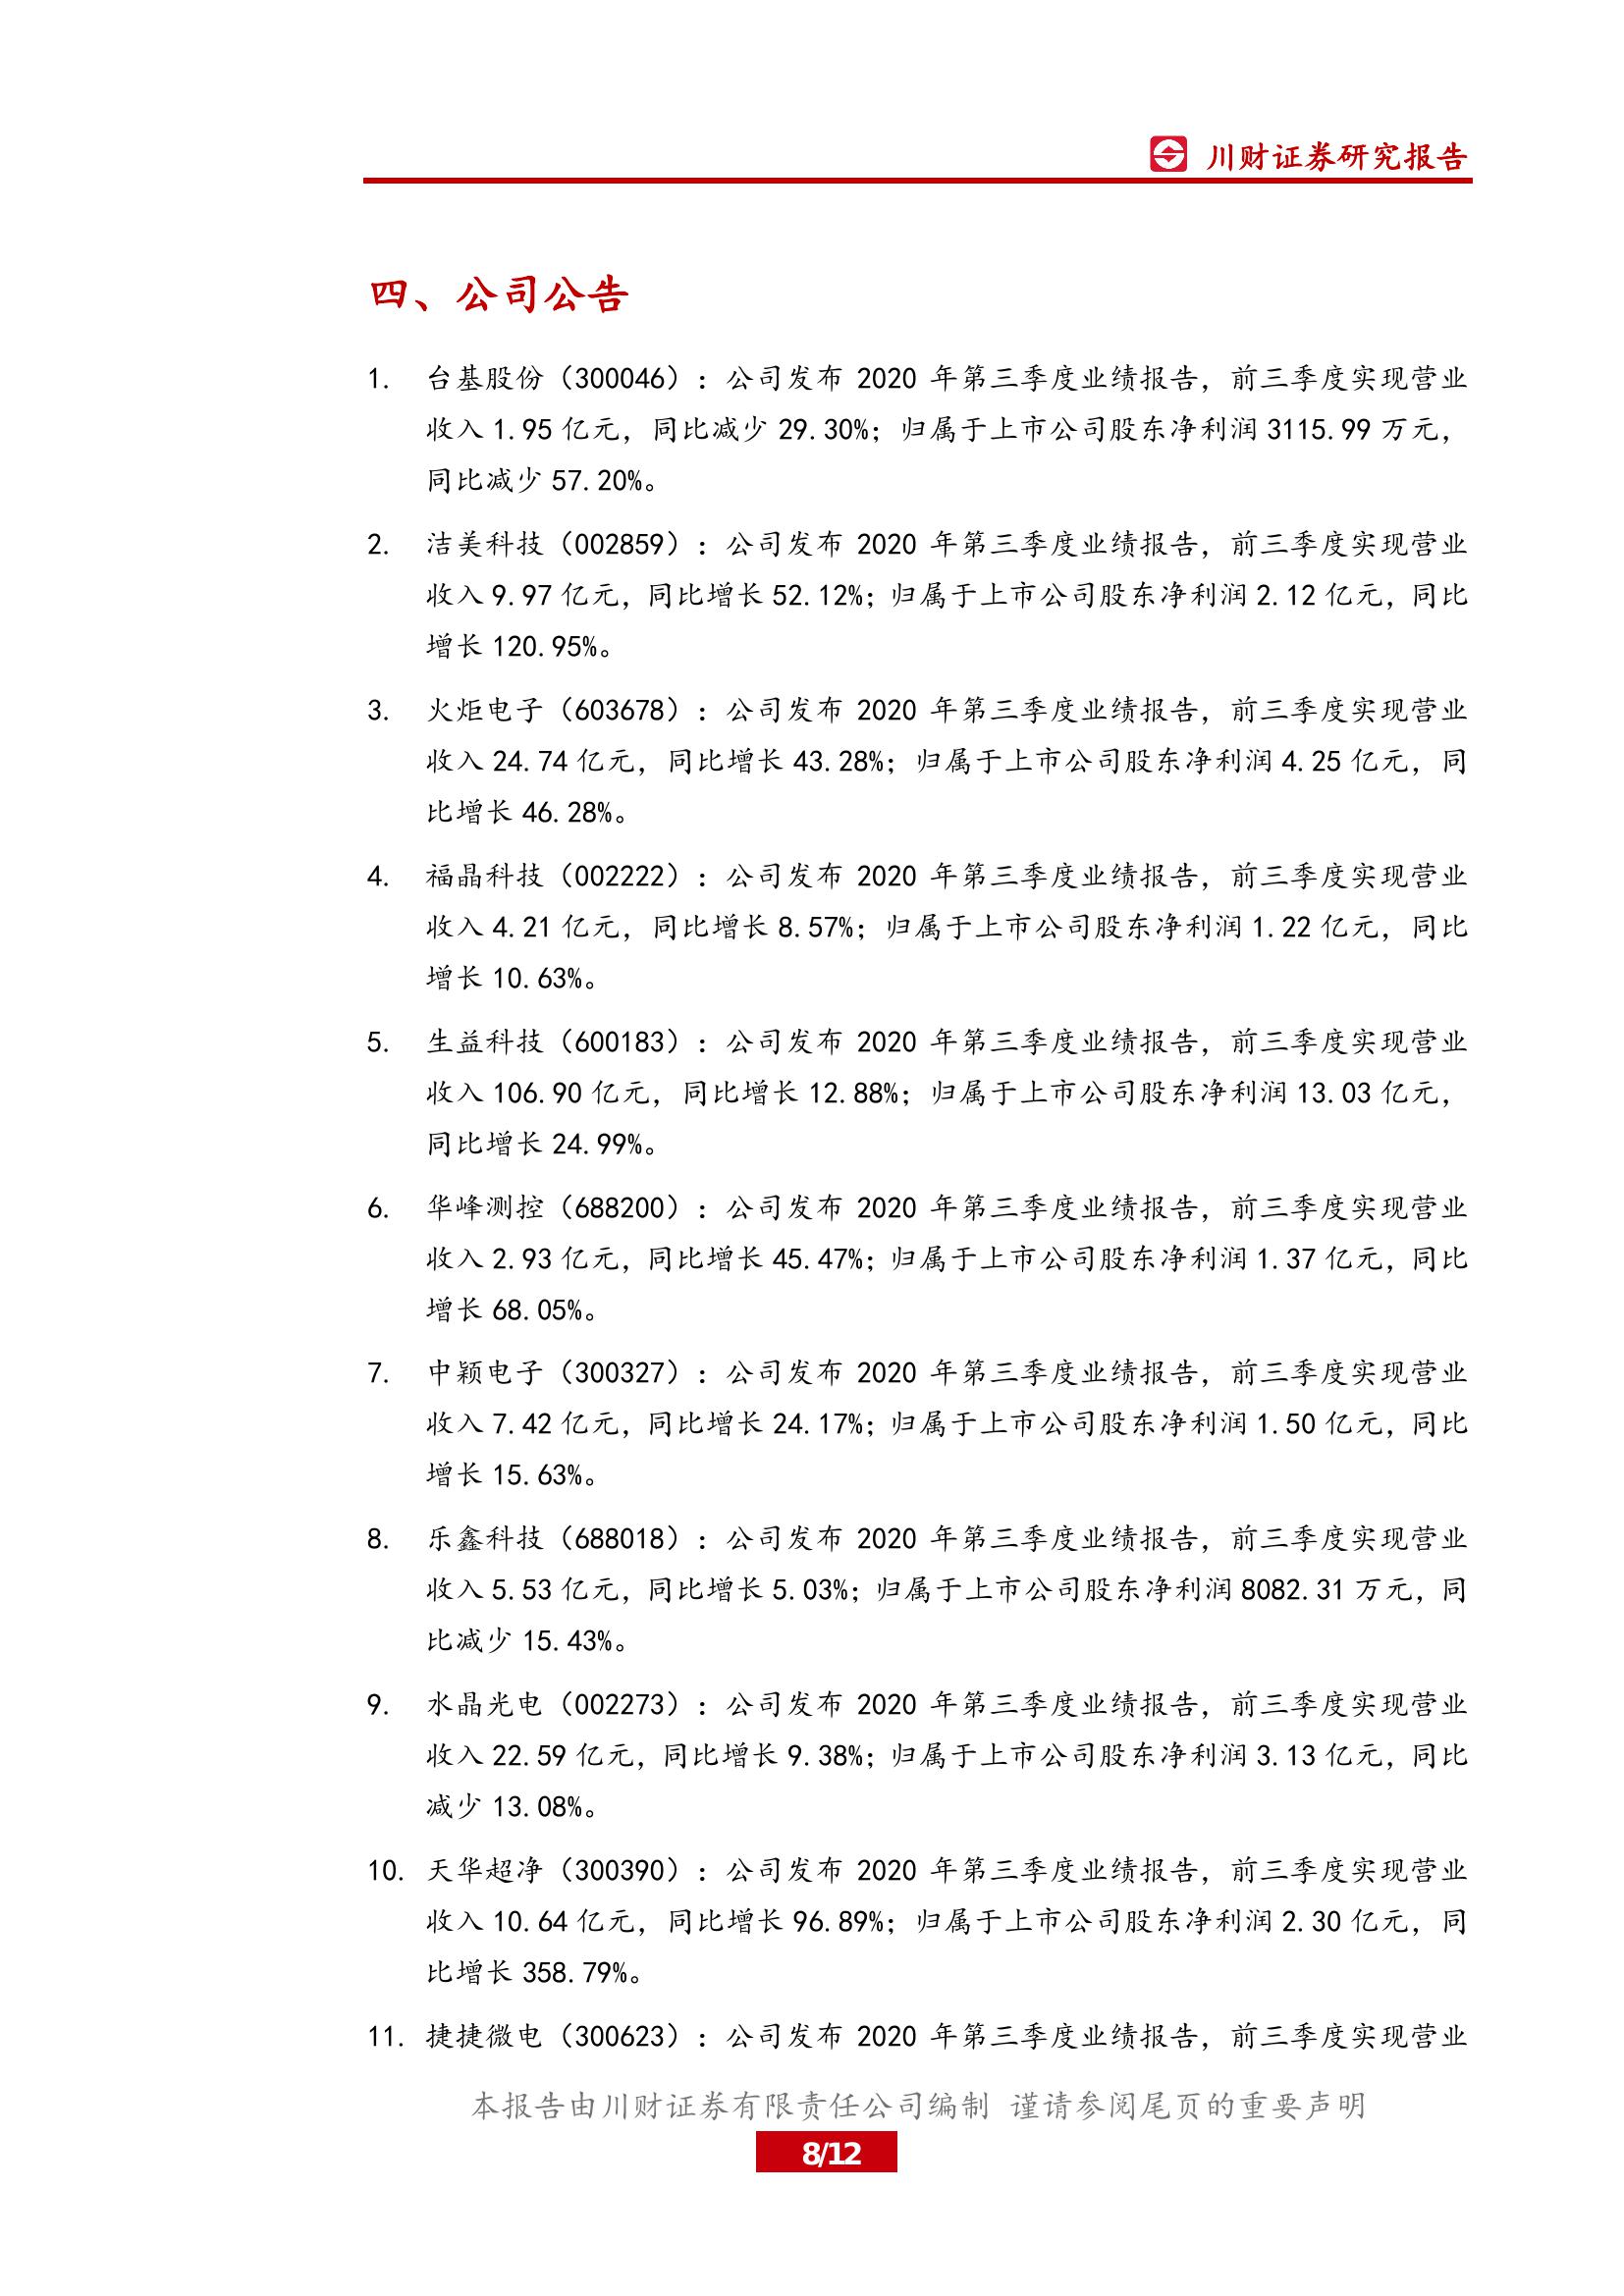 川财证券研究报告
四、公司公告
1. 台基股份（300046）：公司发布 2020 年第三季度业绩报告，前三季度实现营业
收入 1.95 亿元，同比减少 29.30%；归属于上市公司股东净利润 3115.99 万元，
同比减少 57.20%。
2. 洁美科技（002859）：公司发布 2020 年第三季度业绩报告，前三季度实现营业
收入 9.97 亿元，同比增长 52.12%；归属于上市公司股东净利润 2.12 亿元，同比
增长 120.95%。
3. 火炬电子（603678）：公司发布 2020 年第三季度业绩报告，前三季度实现营业
收入 24.74 亿元，同比增长 43.28%；归属于上市公司股东净利润 4.25 亿元，同
比增长 46.28%。
4. 福晶科技（002222）：公司发布 2020 年第三季度业绩报告，前三季度实现营业
收入 4.21 亿元，同比增长 8.57%；归属于上市公司股东净利润 1.22 亿元，同比
增长 10.63%。
5. 生益科技（600183）：公司发布 2020 年第三季度业绩报告，前三季度实现营业
收入 106.90 亿元，同比增长 12.88%；归属于上市公司股东净利润 13.03 亿元，
同比增长 24.99%。
6. 华峰测控（688200）：公司发布 2020 年第三季度业绩报告，前三季度实现营业
收入 2.93 亿元，同比增长 45.47%；归属于上市公司股东净利润 1.37 亿元，同比
增长 68.05%。
7. 中颖电子（300327）：公司发布 2020 年第三季度业绩报告，前三季度实现营业
收入 7.42 亿元，同比增长 24.17%；归属于上市公司股东净利润 1.50 亿元，同比
增长 15.63%。
8. 乐鑫科技（688018）：公司发布 2020 年第三季度业绩报告，前三季度实现营业
收入 5.53 亿元，同比增长 5.03%；归属于上市公司股东净利润 8082.31 万元，同
比减少 15.43%。
9. 水晶光电（002273）：公司发布 2020 年第三季度业绩报告，前三季度实现营业
收入 22.59 亿元，同比增长 9.38%；归属于上市公司股东净利润 3.13 亿元，同比
减少 13.08%。
10. 天华超净（300390）：公司发布 2020 年第三季度业绩报告，前三季度实现营业
收入 10.64 亿元，同比增长 96.89%；归属于上市公司股东净利润 2.30 亿元，同
比增长 358.79%。
11. 捷捷微电（300623）：公司发布 2020 年第三季度业绩报告，前三季度实现营业
本报告由川财证券有限责任公司编制 谨请参阅尾页的重要声明
8/12